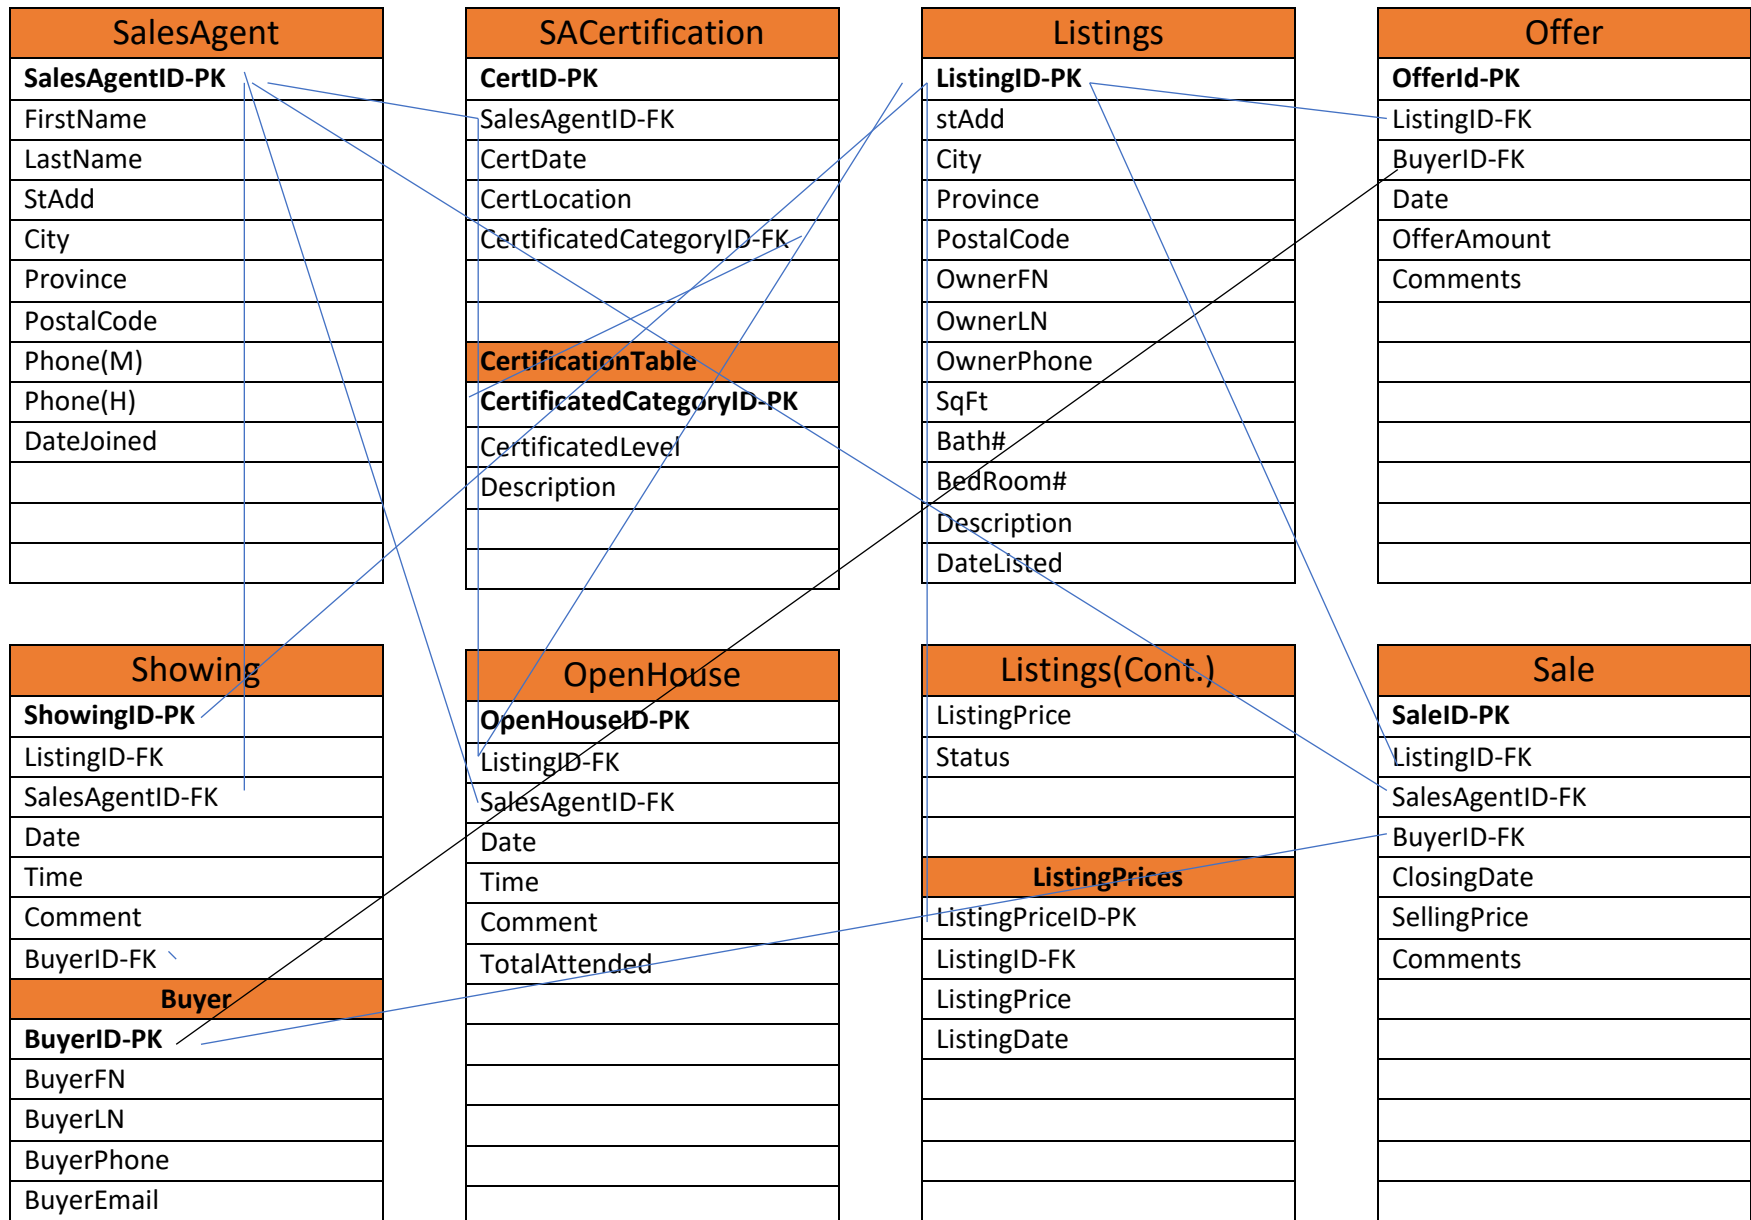 SalesAgent
SalesAgentID-PK
FirstName
LastName
StAdd
City
Province
PostalCode
Phone(M)
Phone(H)
DateJoined
SACertification
CertID-PK
SalesAgentID-FK
CertDate
CertLocation
CertificatedCategoryID-FK
CertificationTable
CertificatedCategoryID-PK
CertificatedLevel
Description
Listings
ListingID-PK
stAdd
City
Province
PostalCode
OwnerFN
OwnerLN
OwnerPhone
SqFt
Bath#
BedRoom#
Description
DateListed
Offer
OfferId-PK
ListingID-FK
BuyerID-FK
Date
OfferAmount
Comments
Showing
ShowingID-PK
ListingID-FK
SalesAgentID-FK
Date
Time
Comment
BuyerID-FK
Buyer
BuyerID-PK
BuyerFN
BuyerLN
BuyerPhone
BuyerEmail
OpenHouse
OpenHouseID-PK
ListingID-FK
SalesAgentID-FK
Date
Time
Comment
TotalAttended
Listings(Cont.)
ListingPrice
Status
ListingPrices
ListingPriceID-PK
ListingID-FK
ListingPrice
ListingDate
Sale
SaleID-PK
ListingID-FK
SalesAgentID-FK
BuyerID-FK
ClosingDate
SellingPrice
Comments